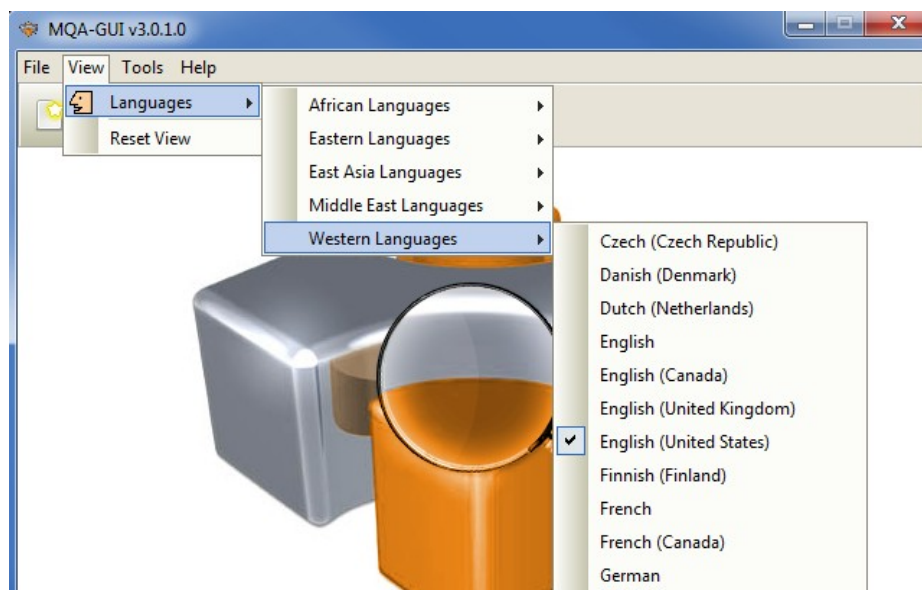 MQA-GUI v3.0.1.0
File View Tools Help
Languages
Reset View
African Languages
Eastern Languages
East Asia Languages
Middle East Languages
Western Languages
Czech (Czech Republic)
Danish (Denmark)
Dutch (Netherlands)
English
English (Canada)
English (United Kingdom)
English (United States)
Finnish (Finland)
French
French (Canada)
German